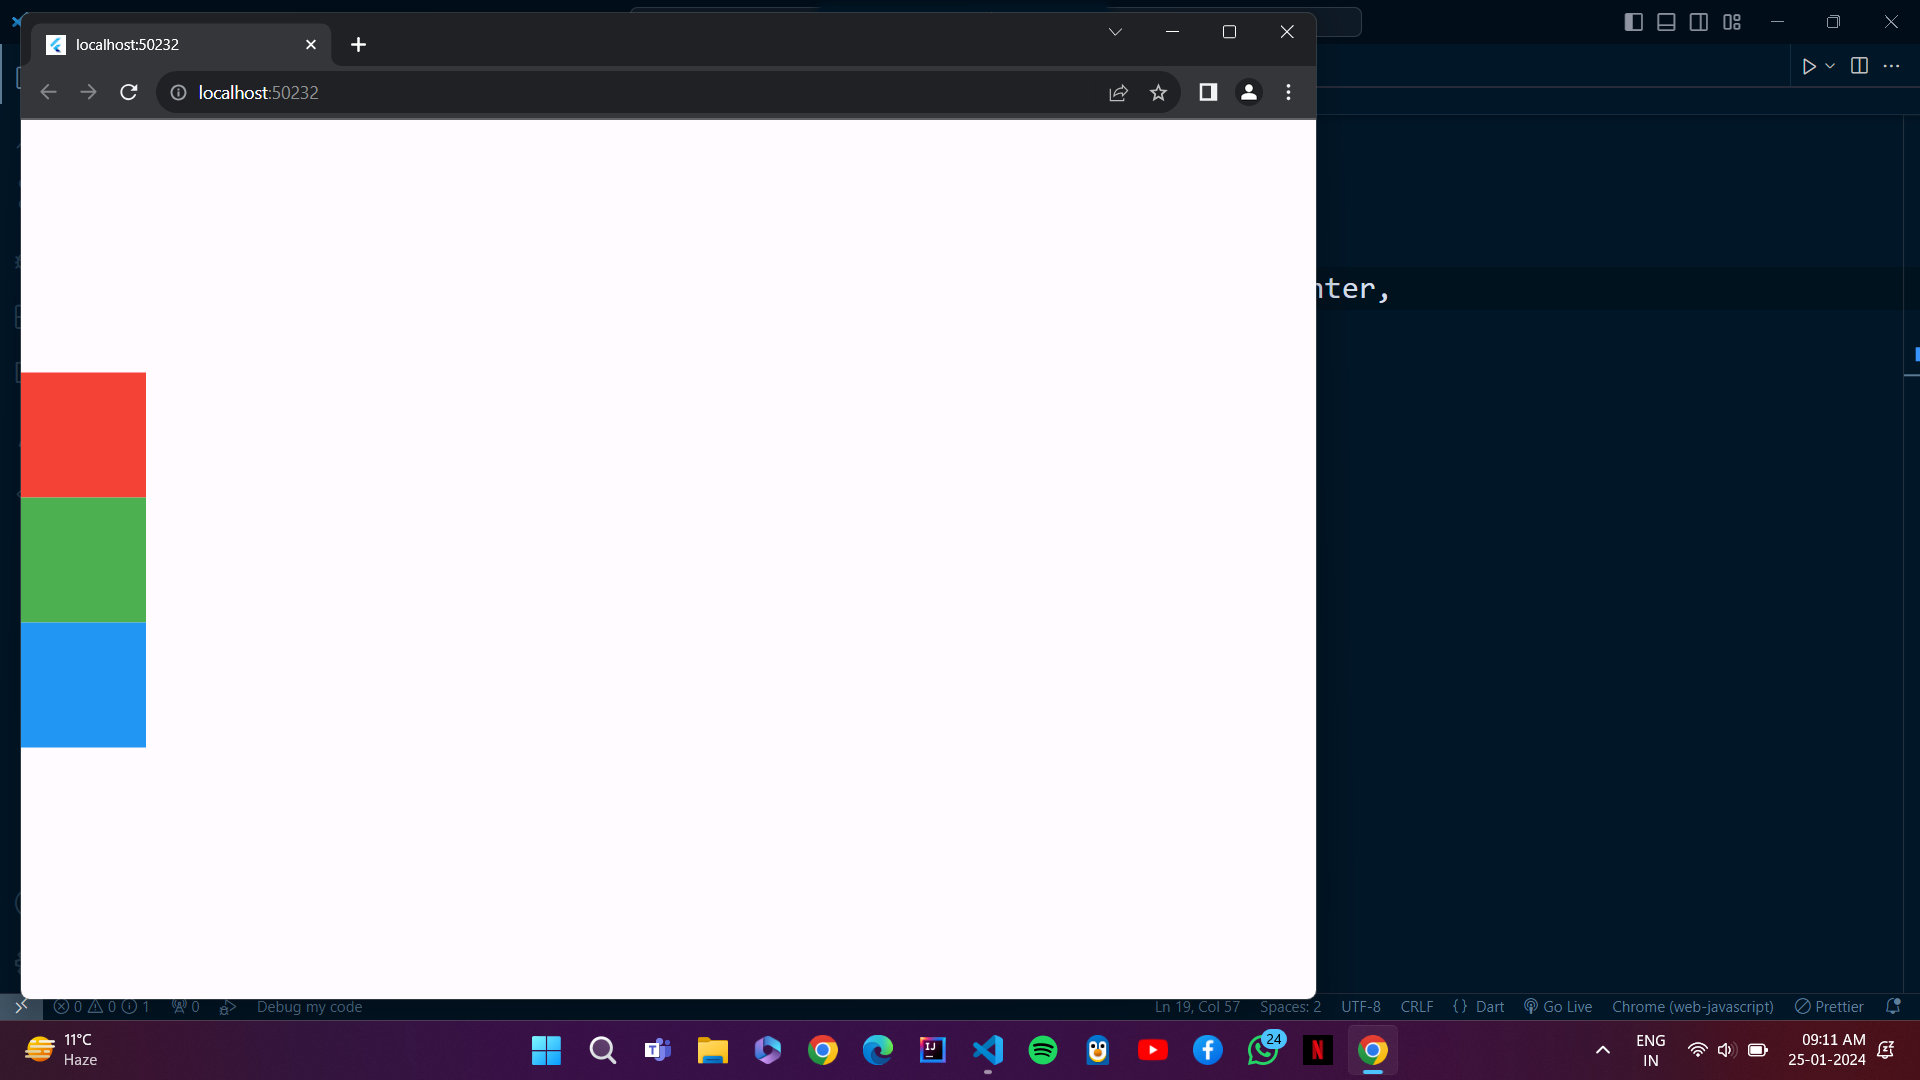 localhost:50232
localhost:50232
nter,
0 0 1 0 Debug my code
Ln 19, Col 57 Spaces: 2 UTF-8 CRLF {} Dart Go Live Chrome (web-javascript) Prettier
11°C
Haze
T
IJ
24
N
ENG
IN
09:11 AM
25-01-2024